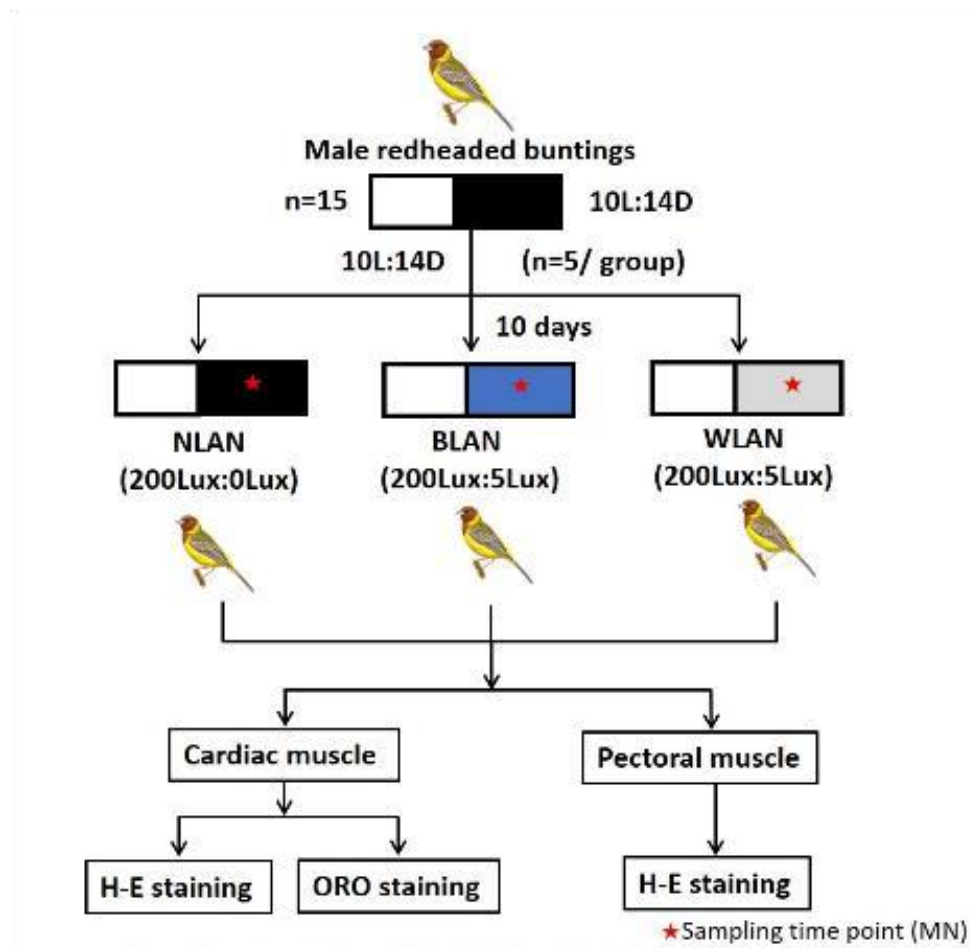 Male redheaded buntings
n=15
10L:14D
10L:14D
(n=5/ group)
10 days
NLAN
(200Lux:0Lux)
BLAN
(200Lux:5Lux)
WLAN
(200Lux:5Lux)
Cardiac muscle
Pectoral muscle
H-E staining
ORO staining
H-E staining
Sampling time point (MN)